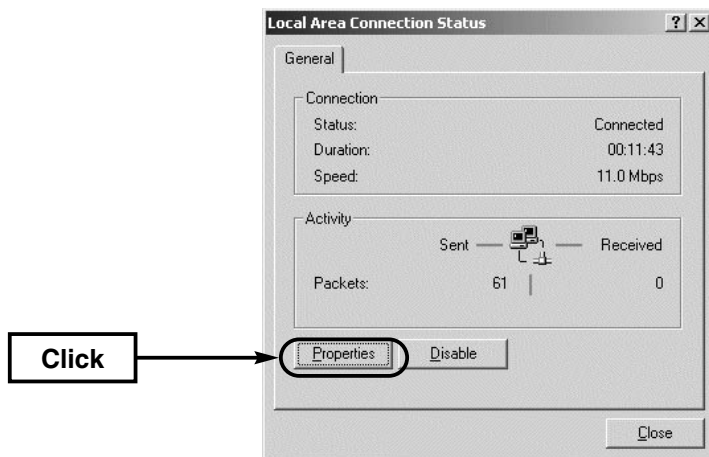 Local Area Connection Status
General
Connection
Status: Connected
Duration: 00:11:43
Speed: 11.0 Mbps
Activity
Sent Received
Packets: 61 0
Click
Properties Disable
Close